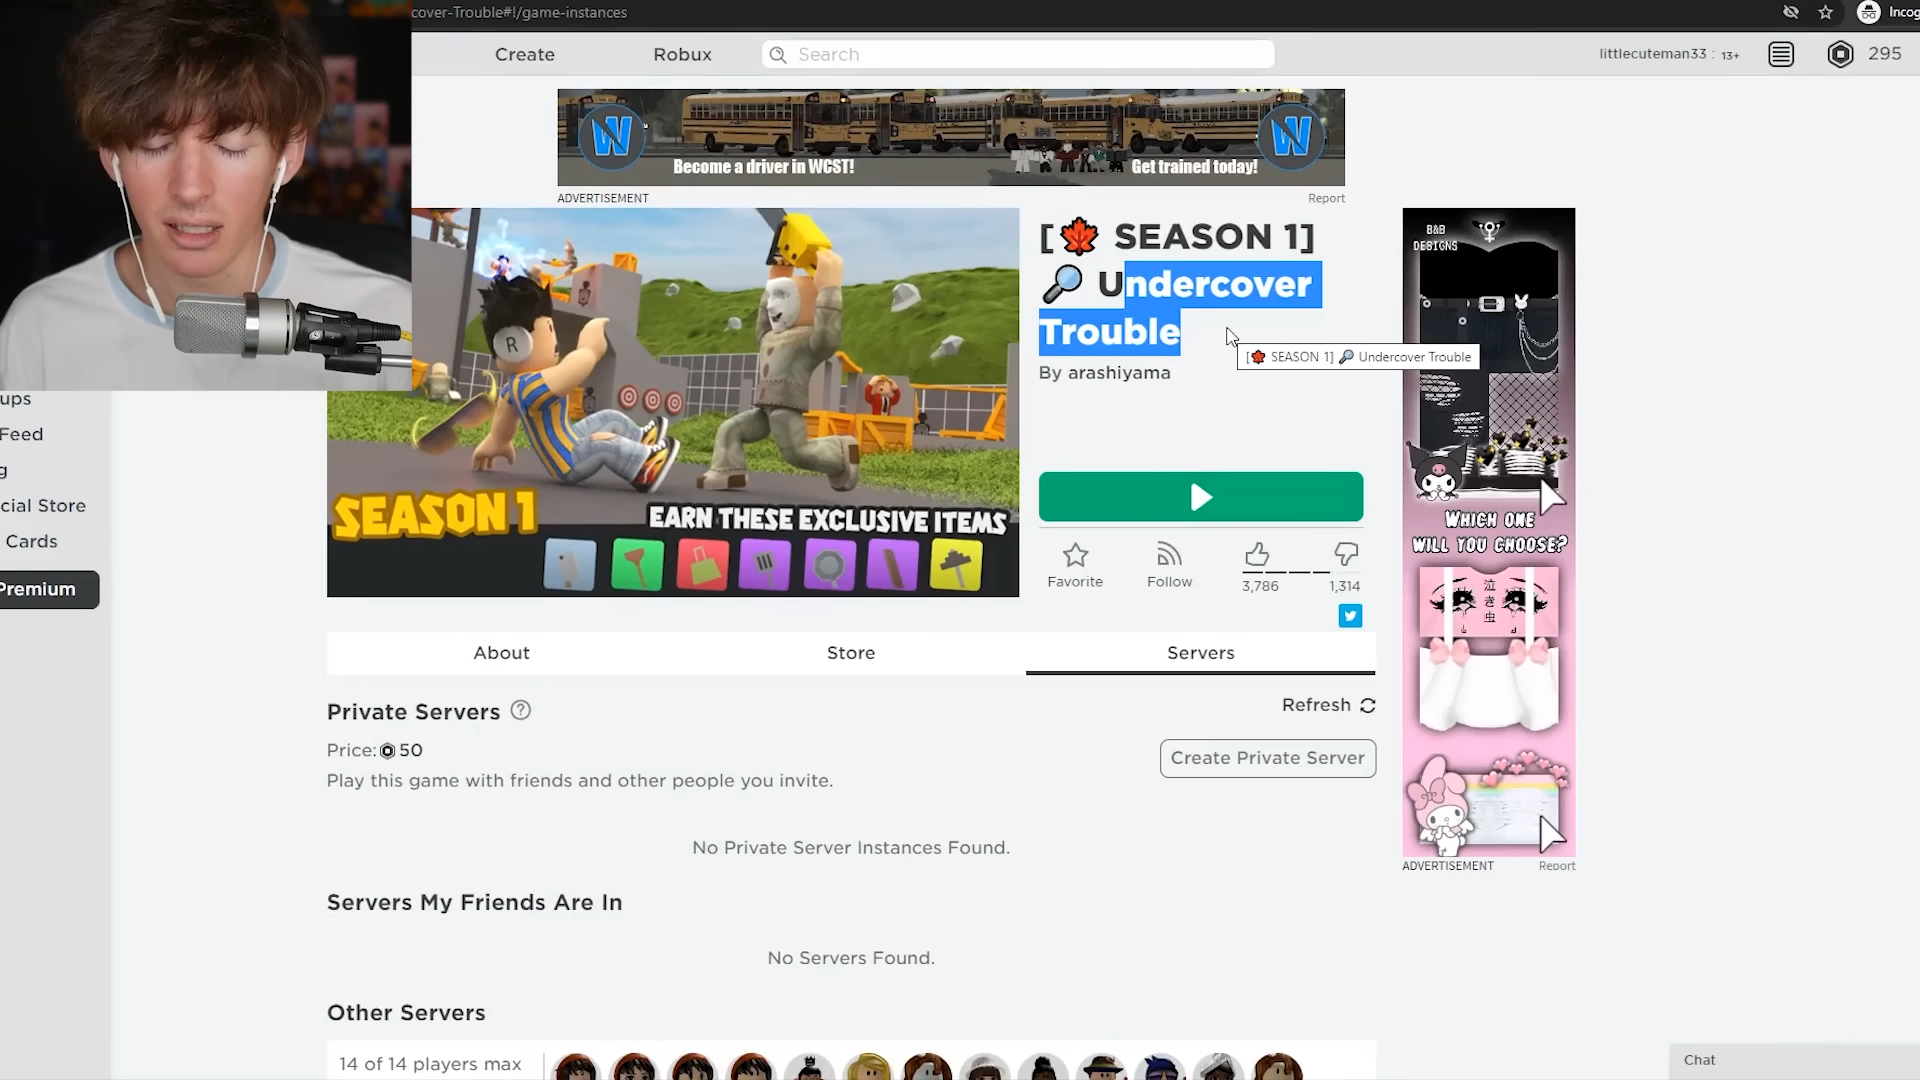 cover-Trouble#!/game-instances
Incog
Create
Robux
Search
littlecuteman33 : 13+
295
W
Become a driver in WCST!
Get trained today!
W
ADVERTISEMENT
Report
[🍁 SEASON 1]
🔎 Undercover
Trouble
[🍁 SEASON 1] 🔎 Undercover Trouble
By arashiyama
R
SEASON 1
EARN THESE EXCLUSIVE ITEMS
Favorite
Follow
3,786
1,314
B&B
DESIGNS
WHICH ONE
WILL YOU CHOOSE?
泣
き
虫
ADVERTISEMENT
Report
ups
Feed
g
cial Store
Cards
Premium
About
Store
Servers
Private Servers
Refresh
Price: 50
Create Private Server
Play this game with friends and other people you invite.
No Private Server Instances Found.
Servers My Friends Are In
No Servers Found.
Other Servers
14 of 14 players max
Chat